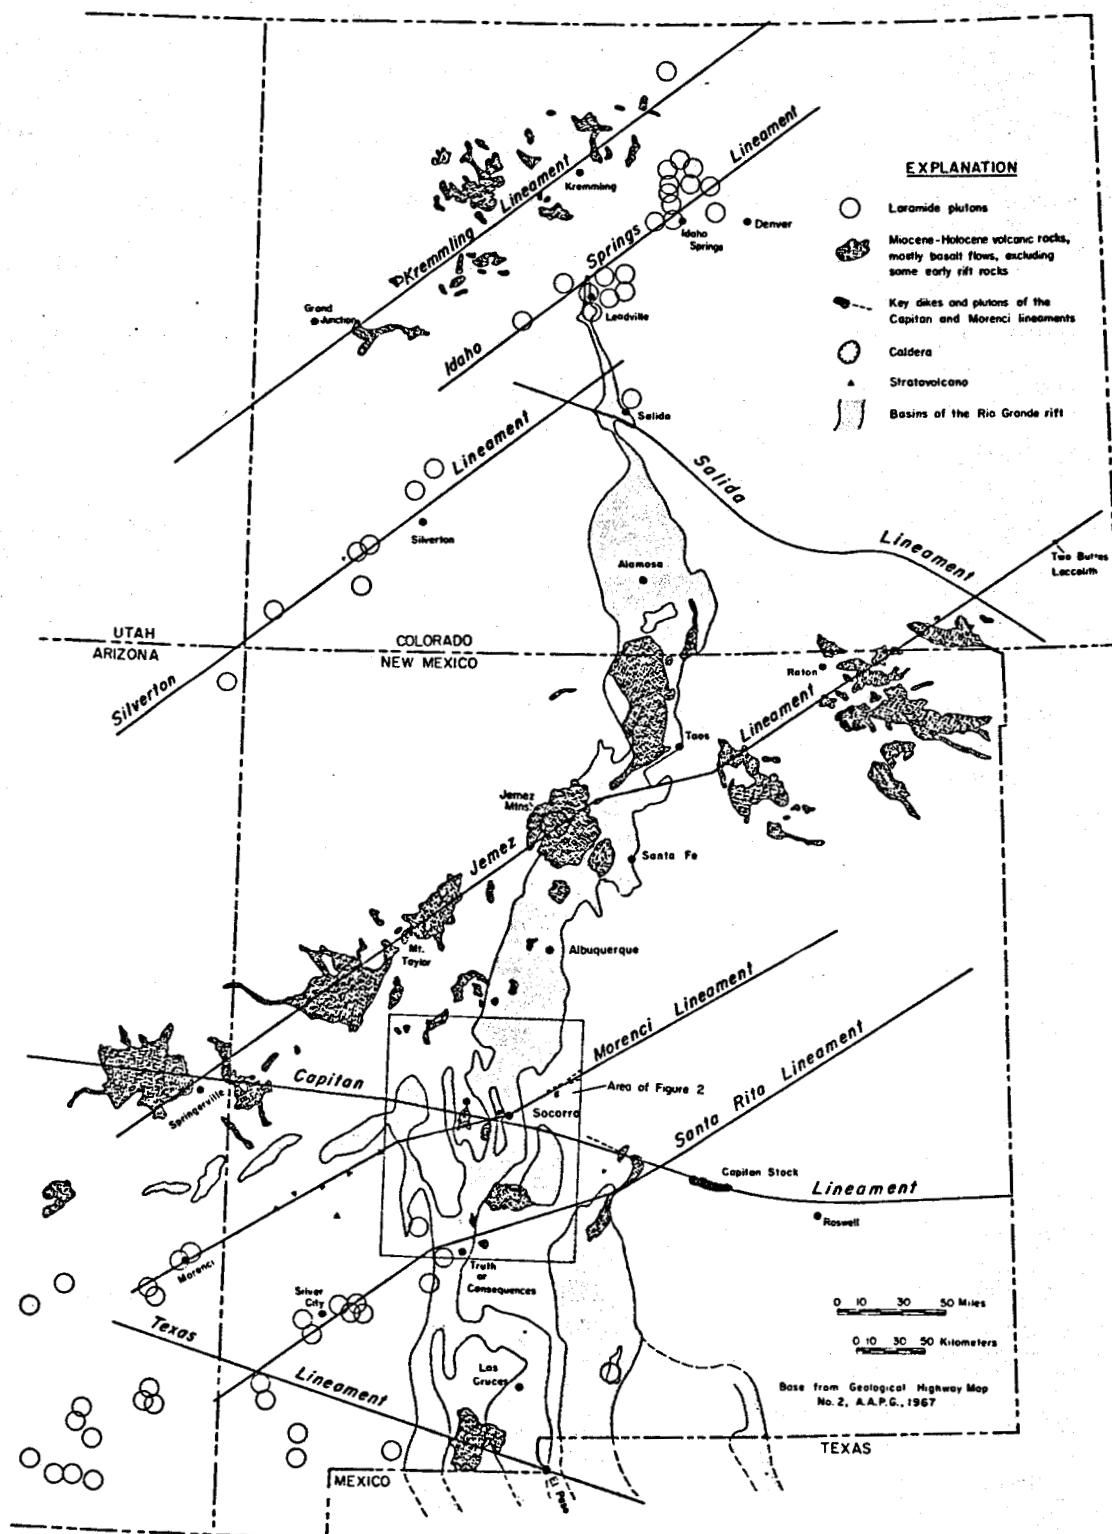 EXPLANATION
Laramide plutons
Miocene-Holocene volcanic rocks,
mostly basalt flows, excluding
some early rift rocks
Key dikes and plutons of the
Capitan and Morenci lineaments
Caldera
Stratovolcano
Basins of the Rio Grande rift
Kremmling Lineament
Kremmling
Idaho Springs Lineament
Idaho
Springs
Denver
Grand
Junction
Leadville
Salida
Silverton Lineament
Silverton
Salida Lineament
Alamosa
Two Buttes
Laccolith
UTAH
ARIZONA
COLORADO
NEW MEXICO
Raton
Taos
Jemez Lineament
Jemez
Mtns.
Santa Fe
Mt.
Taylor
Albuquerque
Morenci Lineament
Santa Rita Lineament
Area of Figure 2
Capitan Lineament
Springerville
Socorro
Capitan Stock
Roswell
Morenci
Truth
or
Consequences
Silver
City
Texas Lineament
Las
Cruces
0 10 30 50 Miles
0 10 30 50 Kilometers
Base from Geological Highway Map
No. 2, A.A.P.G., 1967
TEXAS
MEXICO
El Paso